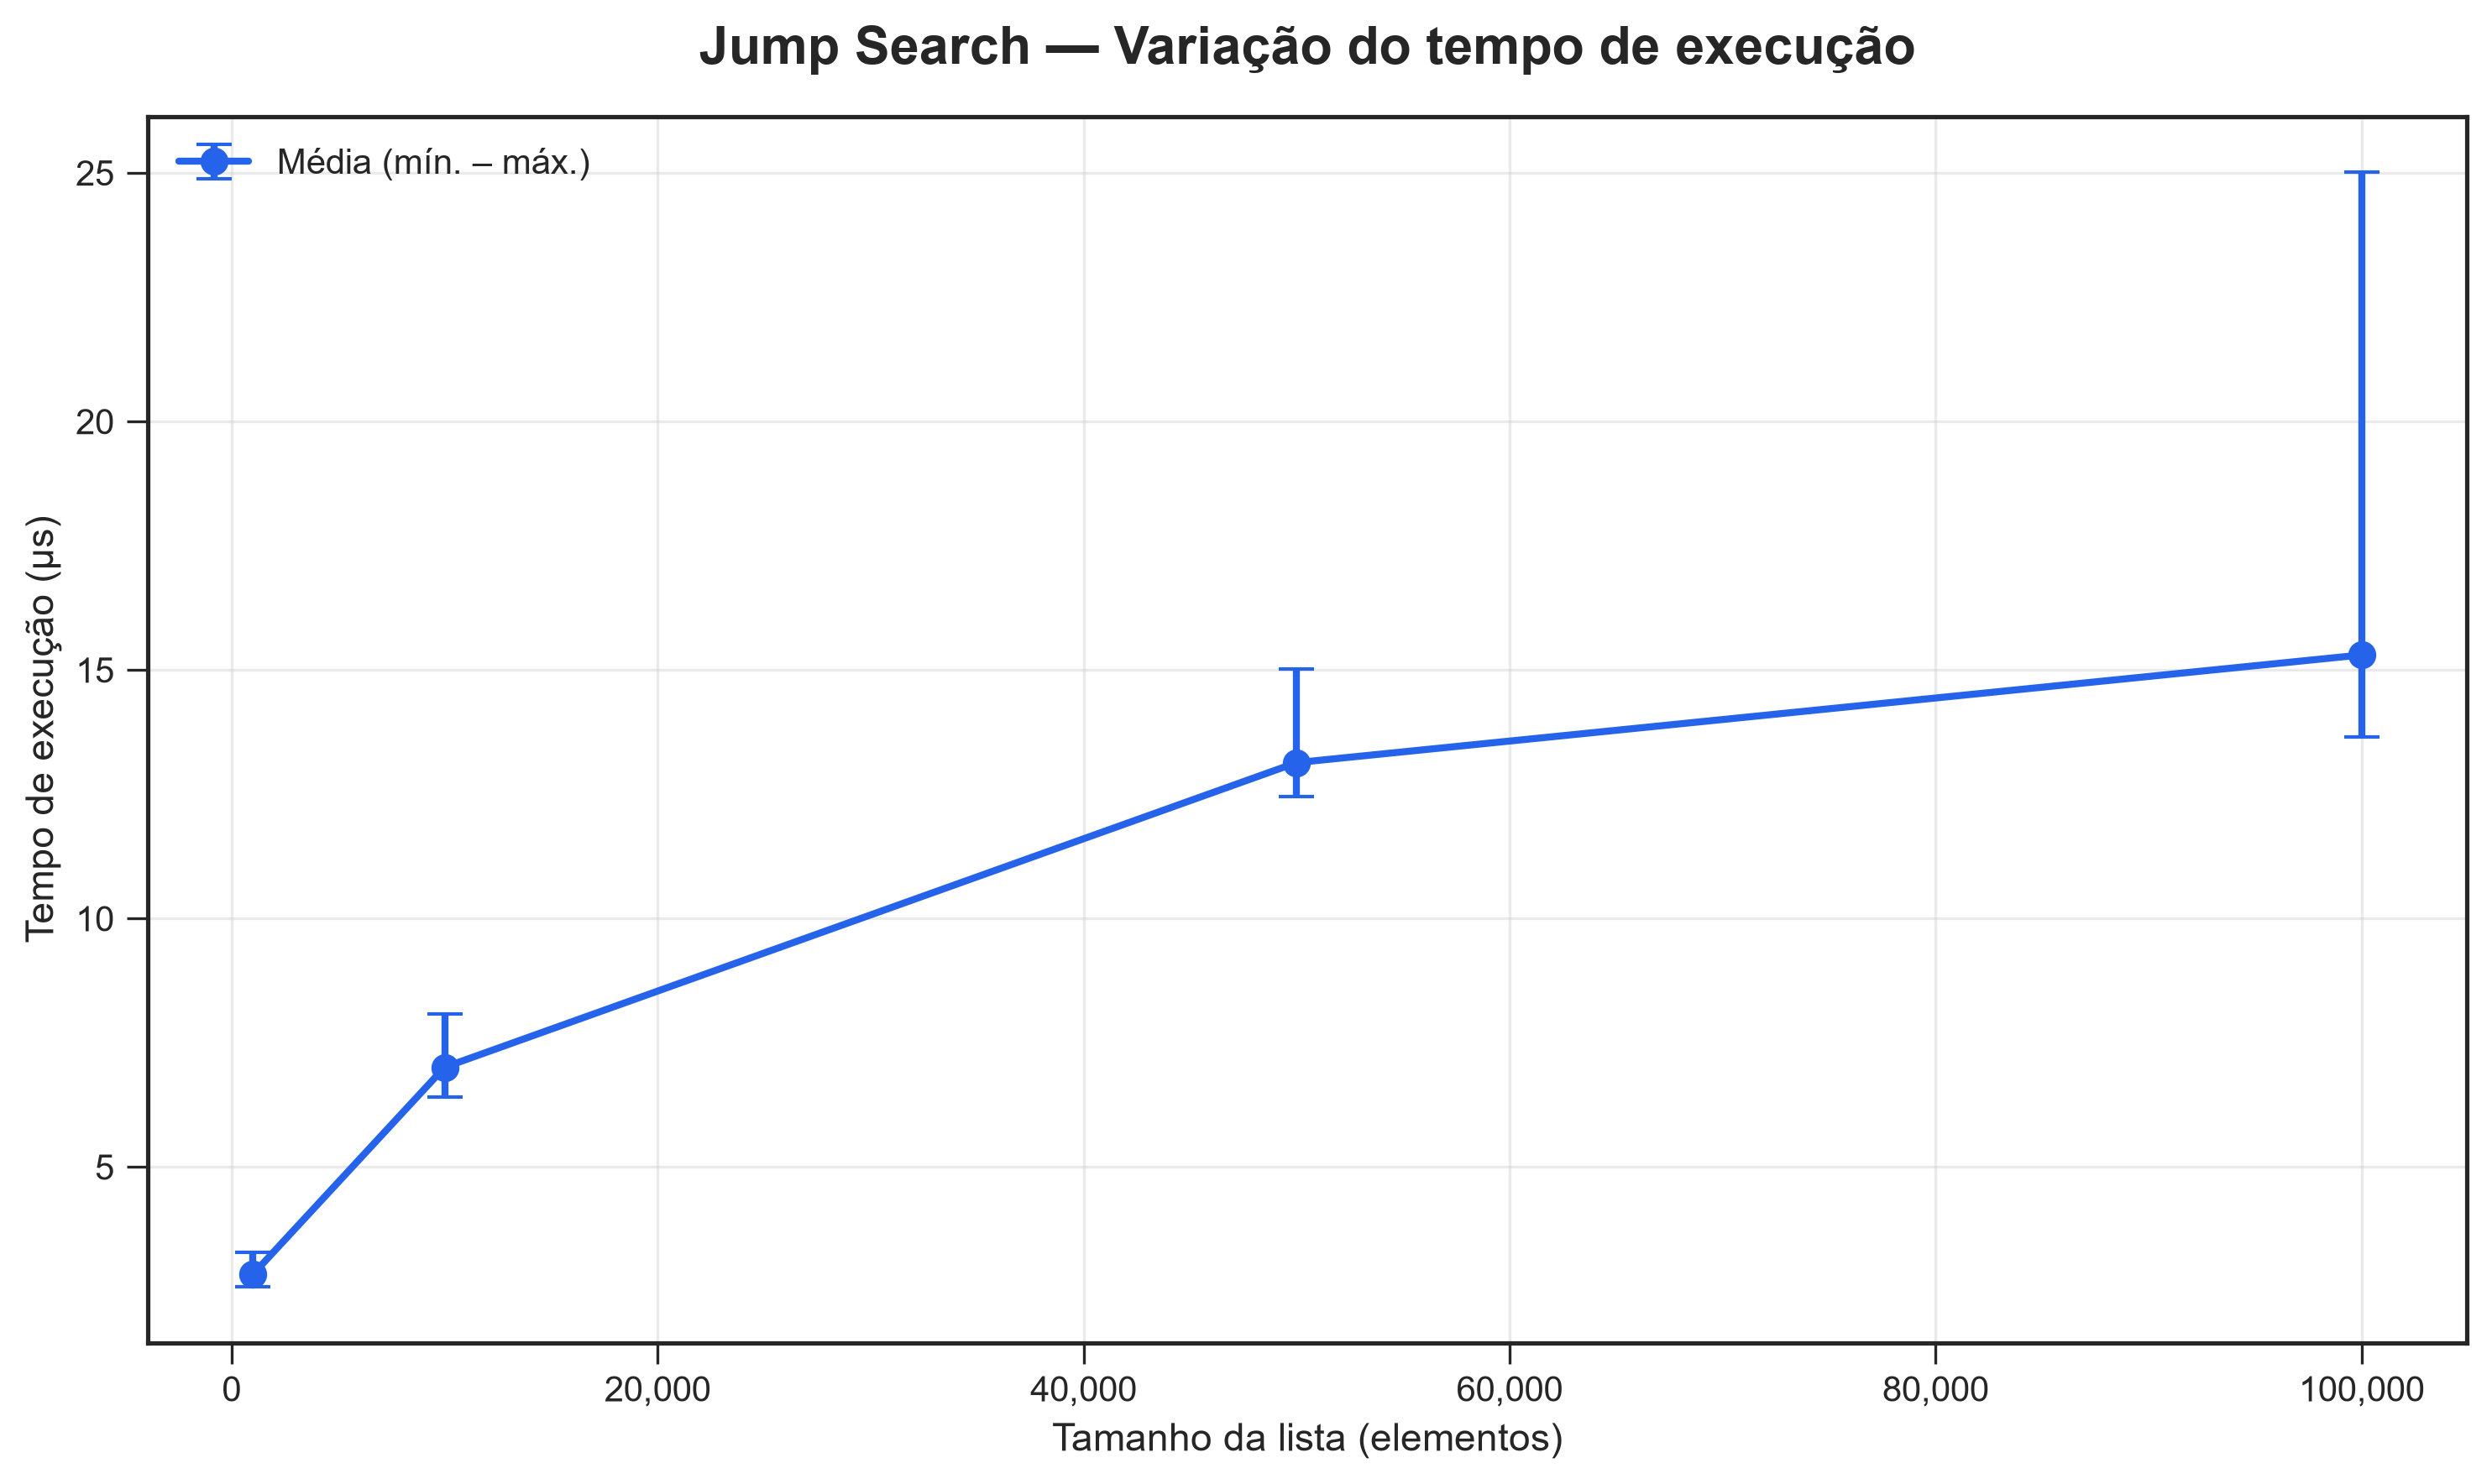 Jump Search — Variação do tempo de execução
Média (mín. – máx.)
25
20
15
10
5
Tempo de execução (µs)
0
20,000
40,000
60,000
80,000
100,000
Tamanho da lista (elementos)